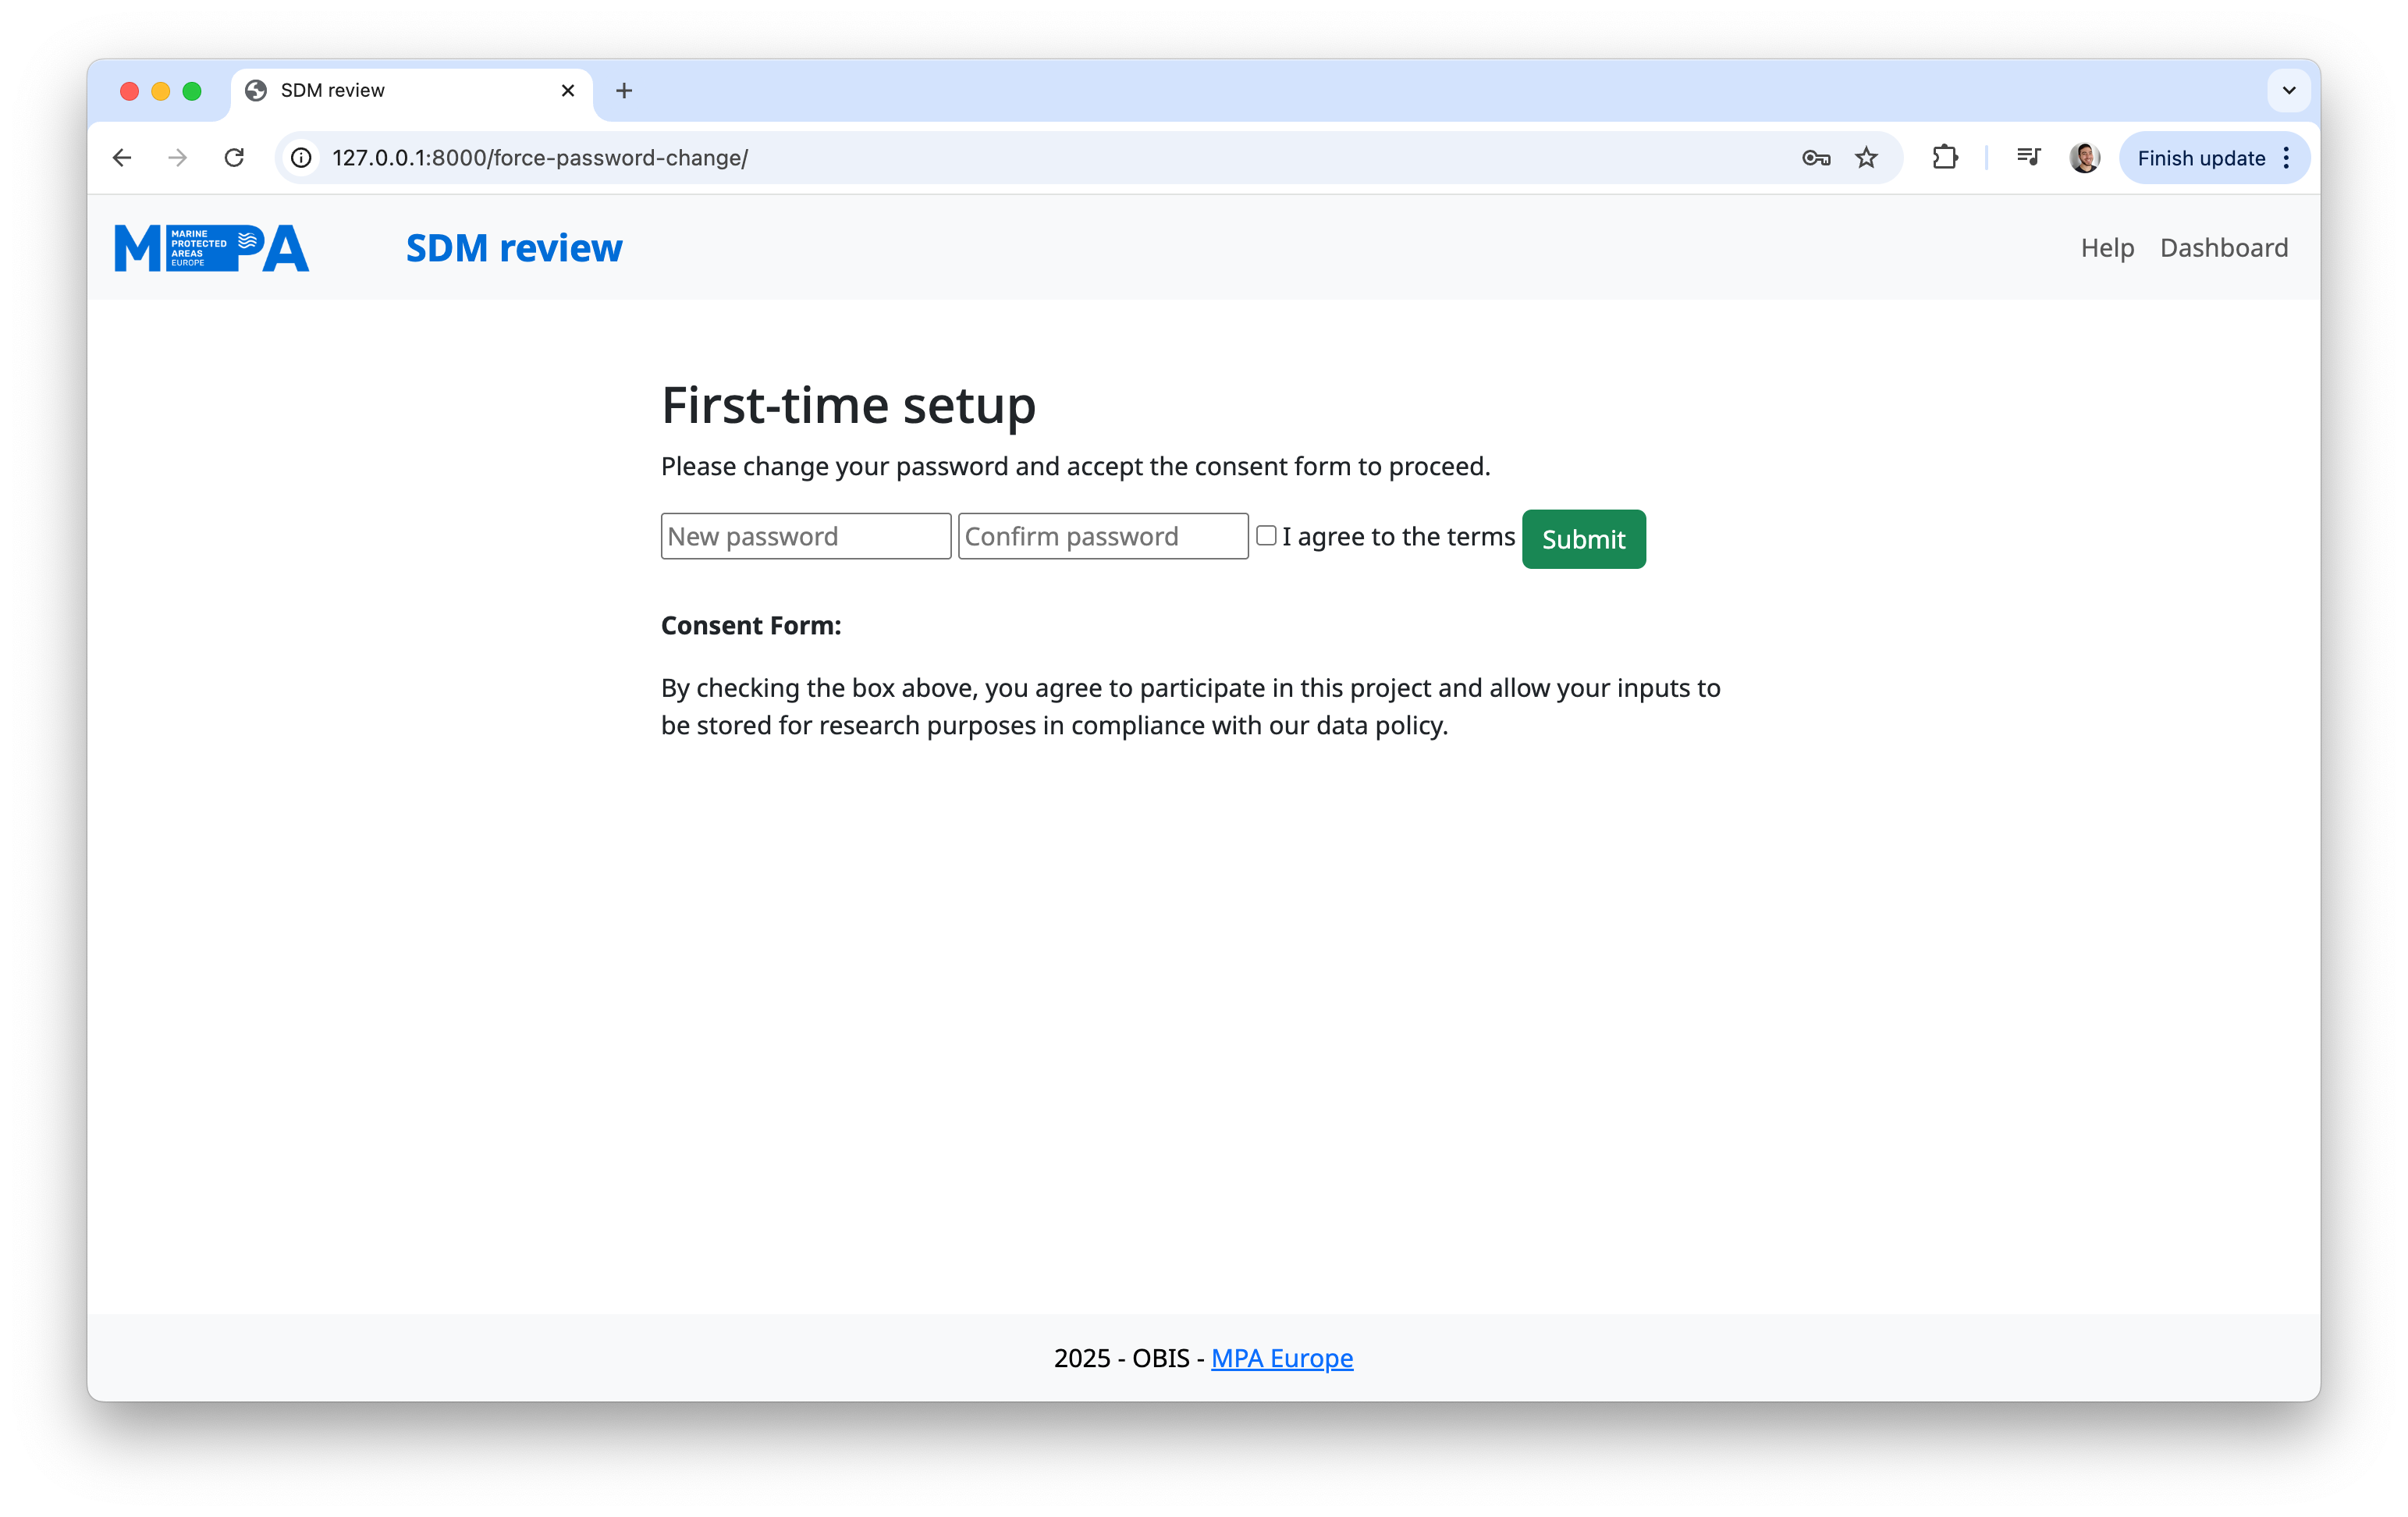 SDM review
127.0.0.1:8000/force-password-change/
Finish update
MPA
MARINE
PROTECTED
AREAS
EUROPE
SDM review
Help Dashboard
First-time setup
Please change your password and accept the consent form to proceed.
New password Confirm password I agree to the terms Submit
Consent Form:
By checking the box above, you agree to participate in this project and allow your inputs to
be stored for research purposes in compliance with our data policy.
2025 - OBIS - MPA Europe